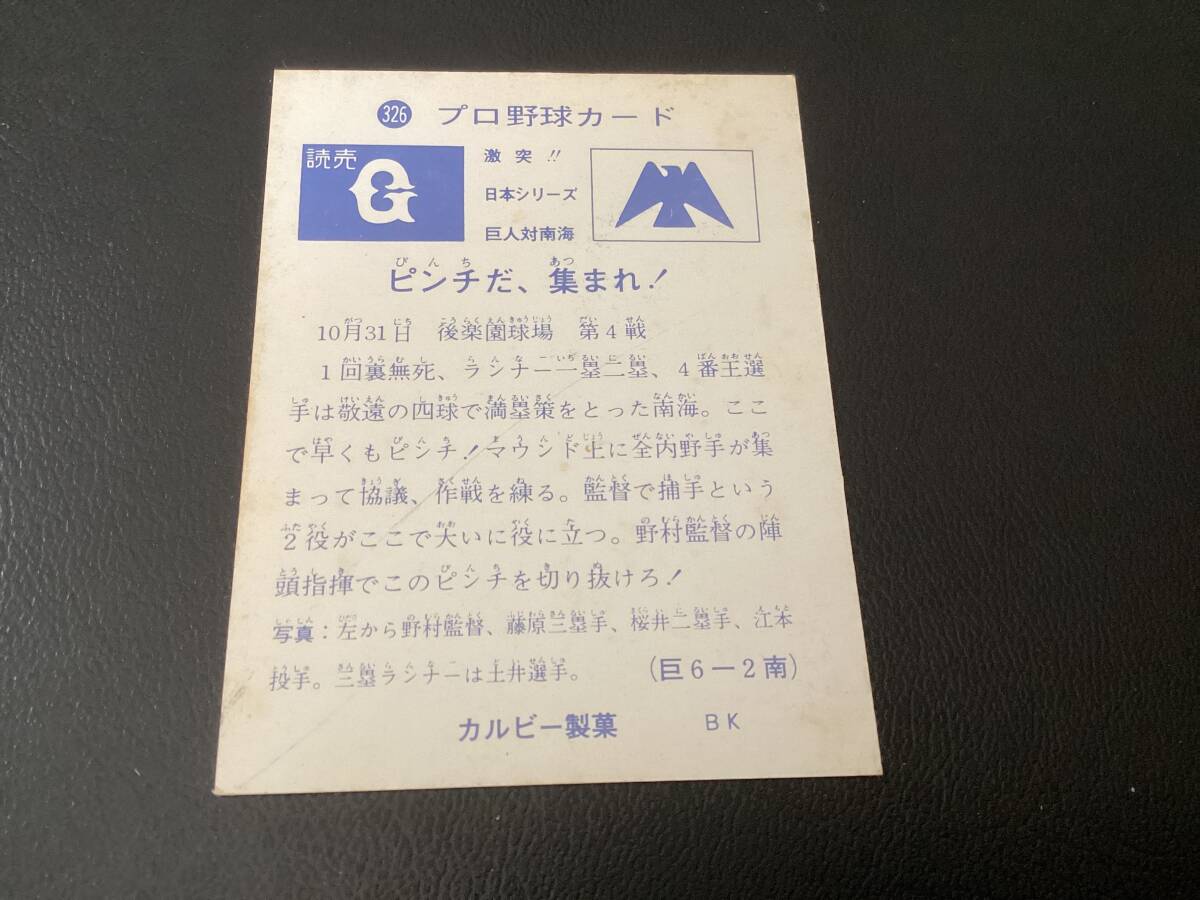 326 プロ野球カード
読売
G
激突!!
日本シリーズ
巨人対南海
ピンチだ、集まれ!
10月31日 後楽園球場 第4戦
1回裏無死、ランナー一塁二塁、4番王選
手は敬遠の四球で満塁策をとった南海。ここ
で早くもピンチ!マウンド上に全内野手が集
まって協議、作戦を練る。監督で捕手という
2役がここで大いに役に立つ。野村監督の陣
頭指揮でこのピンチを切り抜けろ!
写真:左から野村監督、藤原三塁手、桜井二塁手、江本
投手。三塁ランナーは土井選手。 (巨6-2南)
カルビー製菓 BK